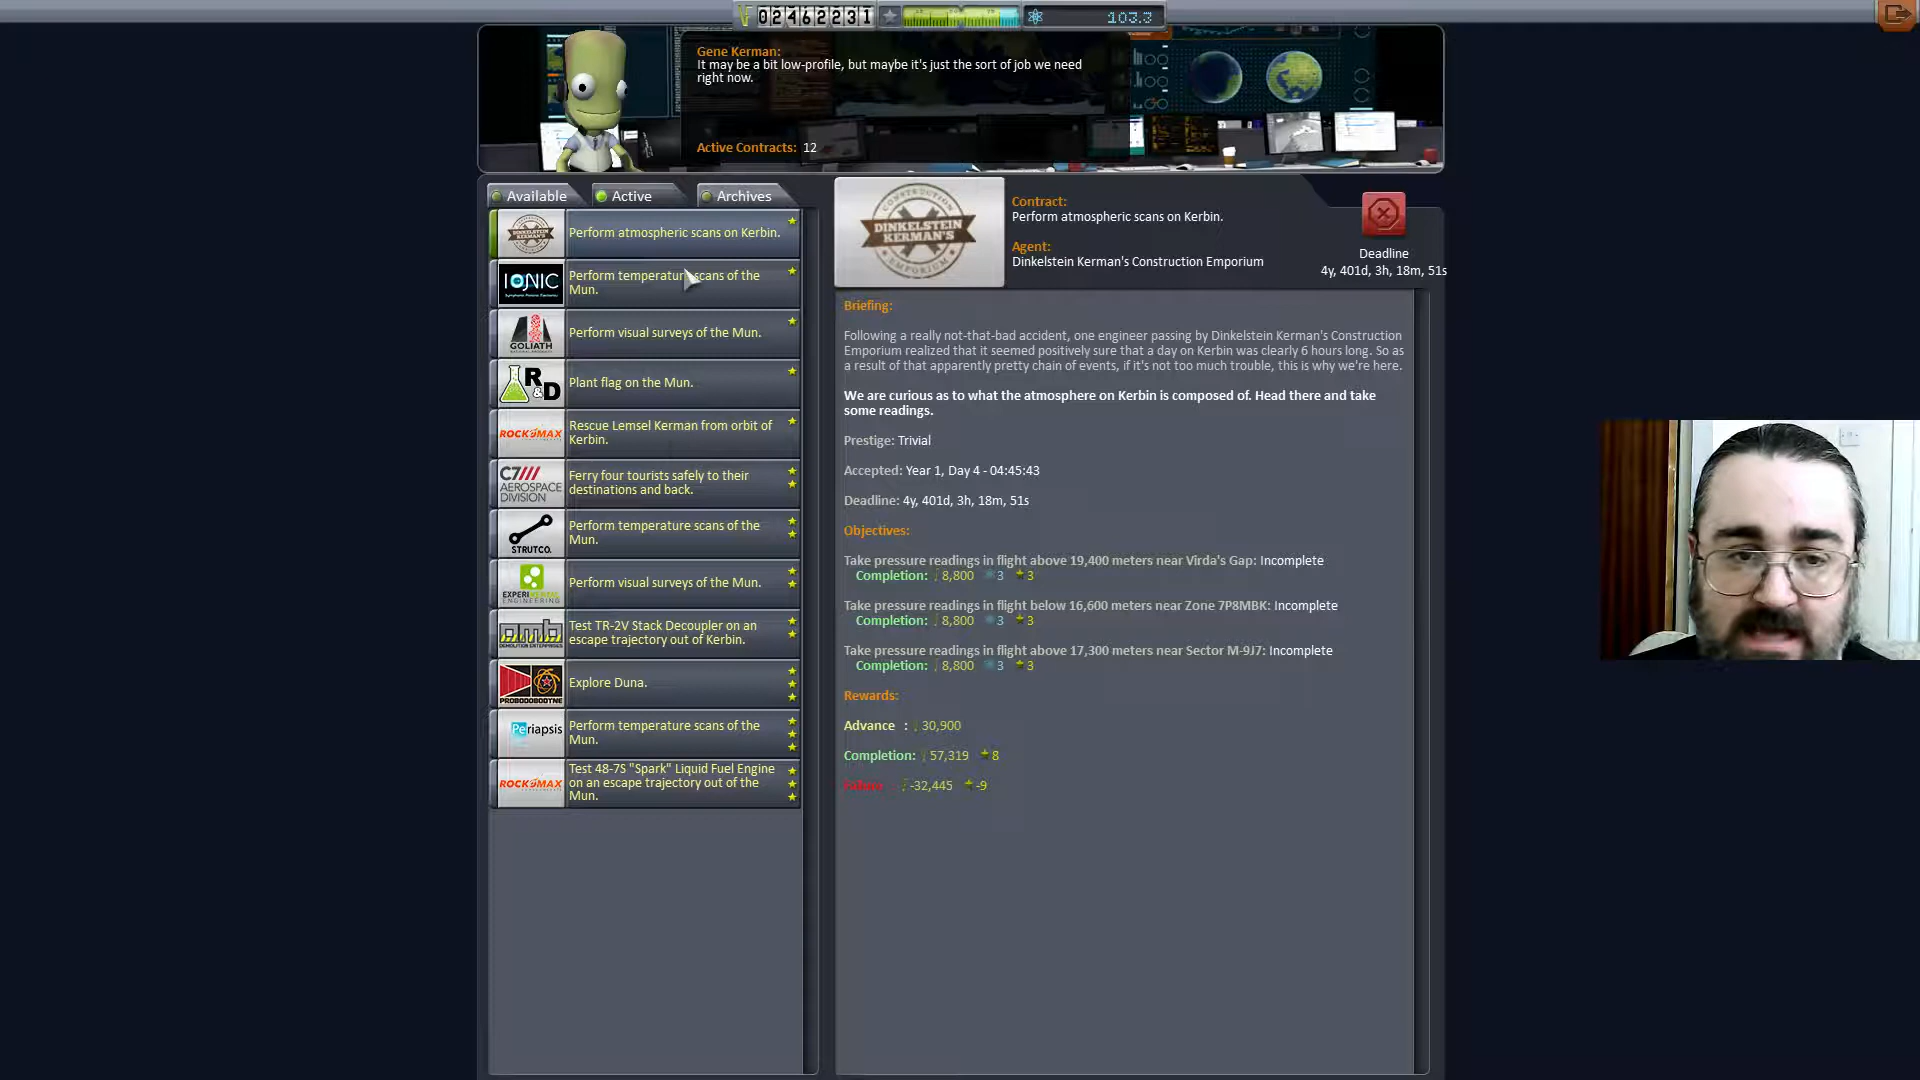 02462231
103.3
Gene Kerman:
It may be a bit low-profile, but maybe it's just the sort of job we need
right now.
Active Contracts: 12
Available
Active
Archives
Perform atmospheric scans on Kerbin.
Perform temperature scans of the
Mun.
Perform visual surveys of the Mun.
Plant flag on the Mun.
Rescue Lemsel Kerman from orbit of
Kerbin.
Ferry four tourists safely to their
destinations and back.
Perform temperature scans of the
Mun.
Perform visual surveys of the Mun.
Test TR-2V Stack Decoupler on an
escape trajectory out of Kerbin.
Explore Duna.
Perform temperature scans of the
Mun.
Test 48-7S "Spark" Liquid Fuel Engine
on an escape trajectory out of the
Mun.
IONIC
GOLIATH
R&D
ROCKOMAX
C7///
AEROSPACE
DIVISION
STRUTCO.
EXPERIMENTAL
ENGINEERING
OMB
DEMOLITION ENTERPRISES
PROBODOBODYNE
Periapsis
ROCKOMAX
CONSTRUCTION
DINKELSTEIN
KERMAN'S
EMPORIUM
Contract:
Perform atmospheric scans on Kerbin.
Agent:
Dinkelstein Kerman's Construction Emporium
Deadline
4y, 401d, 3h, 18m, 51s
Briefing:
Following a really not-that-bad accident, one engineer passing by Dinkelstein Kerman's Construction
Emporium realized that it seemed positively sure that a day on Kerbin was clearly 6 hours long. So as
a result of that apparently pretty chain of events, if it's not too much trouble, this is why we're here.
We are curious as to what the atmosphere on Kerbin is composed of. Head there and take
some readings.
Prestige: Trivial
Accepted: Year 1, Day 4 - 04:45:43
Deadline: 4y, 401d, 3h, 18m, 51s
Objectives:
Take pressure readings in flight above 19,400 meters near Virda's Gap: Incomplete
Completion: 8,800 3 3
Take pressure readings in flight below 16,600 meters near Zone 7P8MBK: Incomplete
Completion: 8,800 3 3
Take pressure readings in flight above 17,300 meters near Sector M-9J7: Incomplete
Completion: 8,800 3 3
Rewards:
Advance : 30,900
Completion: 57,319 8
Failure: -32,445 -9